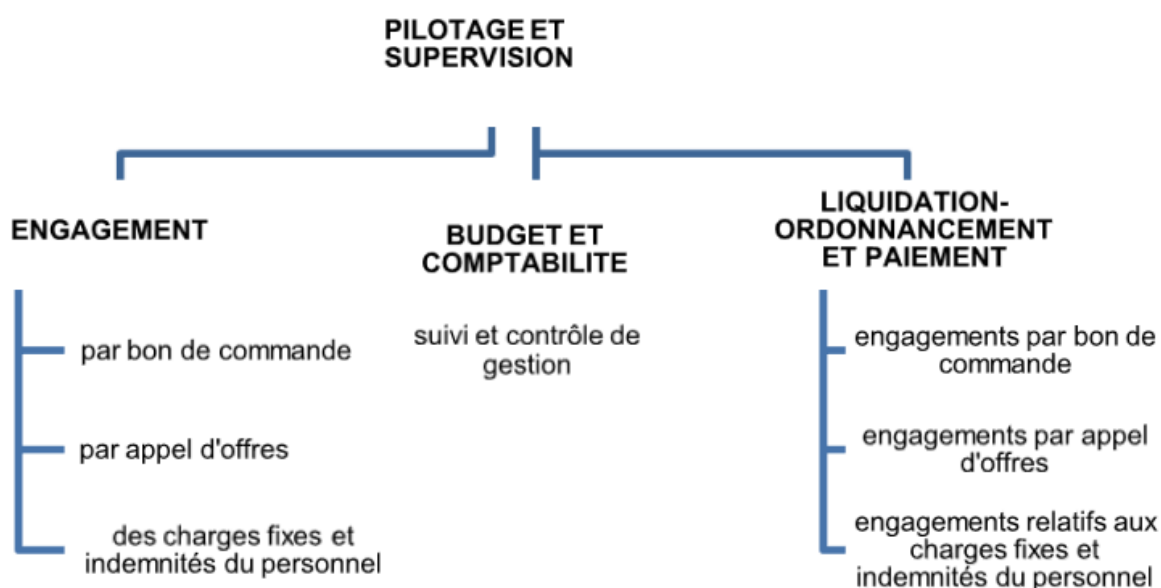 PILOTAGE ET
SUPERVISION
ENGAGEMENT
par bon de commande
par appel d'offres
des charges fixes et
indemnités du personnel
BUDGET ET
COMPTABILITE
suivi et contrôle de
gestion
LIQUIDATION-
ORDONNANCEMENT
ET PAIEMENT
engagements par bon de
commande
engagements par appel
d'offres
engagements relatifs aux
charges fixes et
indemnités du personnel